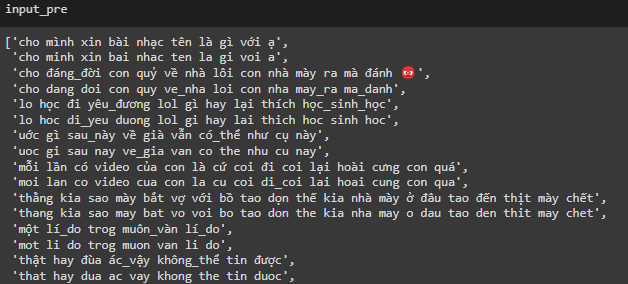 input_pre
['cho mình xin bài nhạc tên là gì với ạ',
'cho minh xin bai nhac ten la gi voi a',
'cho đáng_đời con quỷ về nhà lôi con nhà mày ra mà đánh 👺',
'cho dang doi con quy ve_nha loi con nha may_ra ma_danh',
'lo học đi yêu_đương lol gì hay lại thích học_sinh_học',
'lo hoc di_yeu duong lol gi hay lai thich hoc sinh hoc',
'uớc gì sau_này về già vẫn có_thể như cụ này',
'uoc gi sau nay ve_gia van co the nhu cu nay',
'mỗi lần có video của con là cứ coi đi coi lại hoài cưng con quá',
'moi lan co video cua con la cu coi di_coi lai hoai cung con qua',
'thằng kia sao mày bắt vợ với bồ tao dọn thế kia nhà mày ở đâu tao đến thịt mày chết',
'thang kia sao may bat vo voi bo tao don the kia nha may o dau tao den thit may chet',
'một lí_do trog muôn_vàn lí_do',
'mot li do trog muon van li do',
'thật hay đùa ác_vậy không_thể tin được',
'that hay dua ac vay khong the tin duoc',